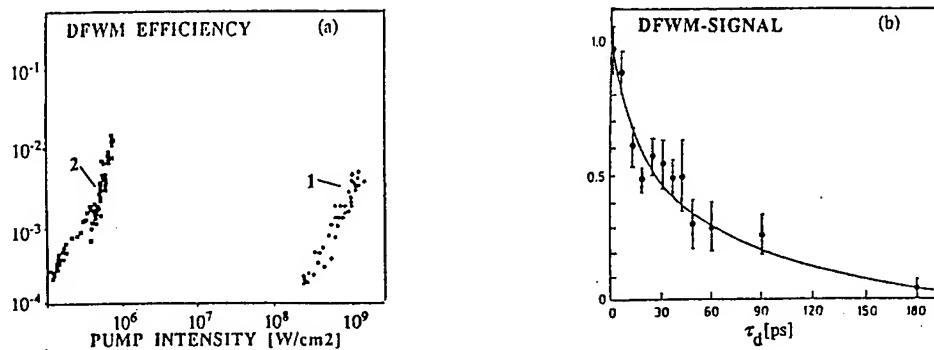 DFWM EFFICIENCY (a)
10-1
10-2
10-3
10-4
2
1
10^6 10^7 10^8 10^9
PUMP INTENSITY [W/cm2]
DFWM-SIGNAL (b)
1.0
0.5
0
0 30 60 90 120 150 180
τd[ps]